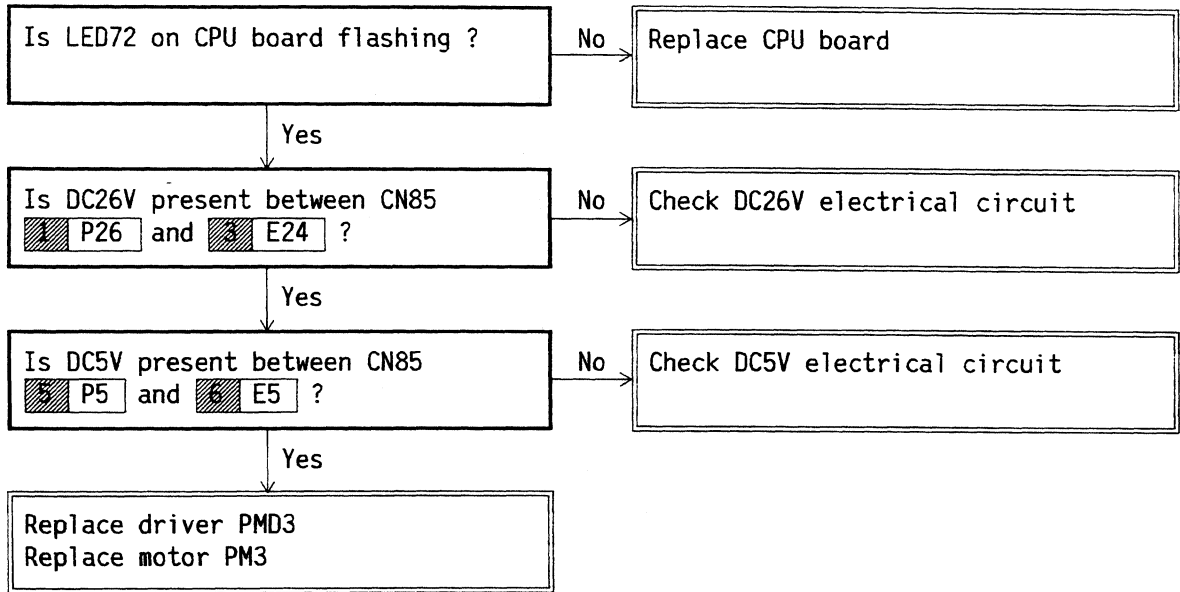 Is LED72 on CPU board flashing ?
No
Replace CPU board
Yes
Is DC26V present between CN85
1 P26 and 3 E24 ?
No
Check DC26V electrical circuit
Yes
Is DC5V present between CN85
5 P5 and 6 E5 ?
No
Check DC5V electrical circuit
Yes
Replace driver PMD3
Replace motor PM3